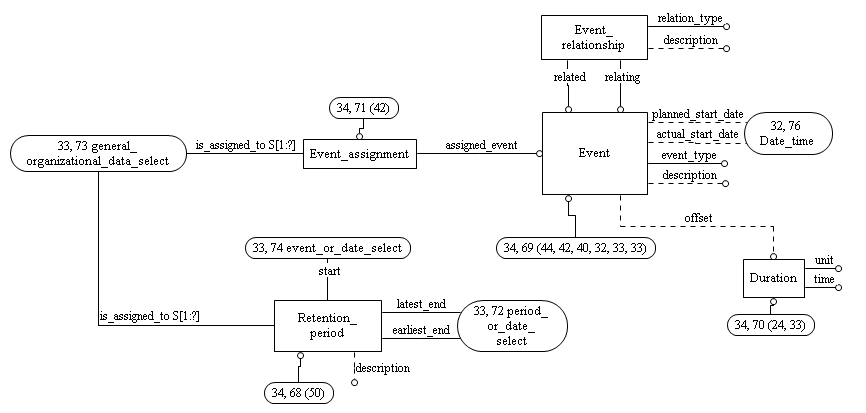 Event_
relationship
relation_type
description
related
relating
34, 71 (42)
33, 73 general_
organizational_data_select
is_assigned_to S[1:?]
Event_assignment
assigned_event
Event
planned_start_date
actual_start_date
event_type
description
32, 76
Date_time
offset
34, 69 (44, 42, 40, 32, 33, 33)
33, 74 event_or_date_select
start
Duration
unit
time
34, 70 (24, 33)
is_assigned_to S[1:?]
Retention_
period
latest_end
earliest_end
33, 72 period_
or_date_
select
description
34, 68 (50)